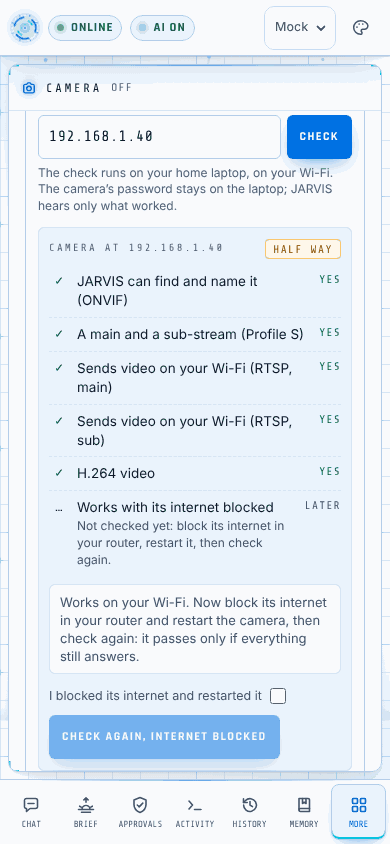 ONLINE
AI ON
Mock
CAMERA OFF
192.168.1.40
CHECK
The check runs on your home laptop, on your Wi-Fi.
The camera's password stays on the laptop; JARVIS
hears only what worked.
CAMERA AT 192.168.1.40
HALF WAY
✓ JARVIS can find and name it YES
(ONVIF)
✓ A main and a sub-stream (Profile S) YES
✓ Sends video on your Wi-Fi (RTSP, YES
main)
✓ Sends video on your Wi-Fi (RTSP, YES
sub)
✓ H.264 video YES
… Works with its internet blocked LATER
Not checked yet: block its internet in
your router, restart it, then check
again.
Works on your Wi-Fi. Now block its internet
in your router and restart the camera, then
check again: it passes only if everything
still answers.
I blocked its internet and restarted it
CHECK AGAIN, INTERNET BLOCKED
CHAT
BRIEF
APPROVALS
ACTIVITY
HISTORY
MEMORY
MORE